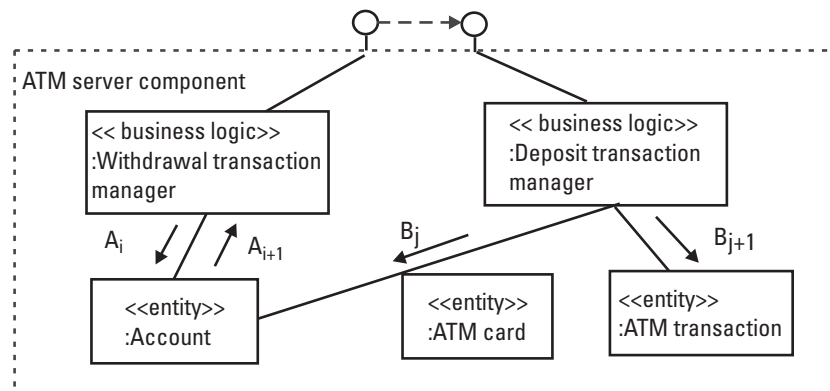 ATM server component
<< business logic>>
:Withdrawal transaction
manager
<< business logic>>
:Deposit transaction
manager
Ai
Ai+1
Bj
Bj+1
<<entity>>
:Account
<<entity>>
:ATM card
<<entity>>
:ATM transaction